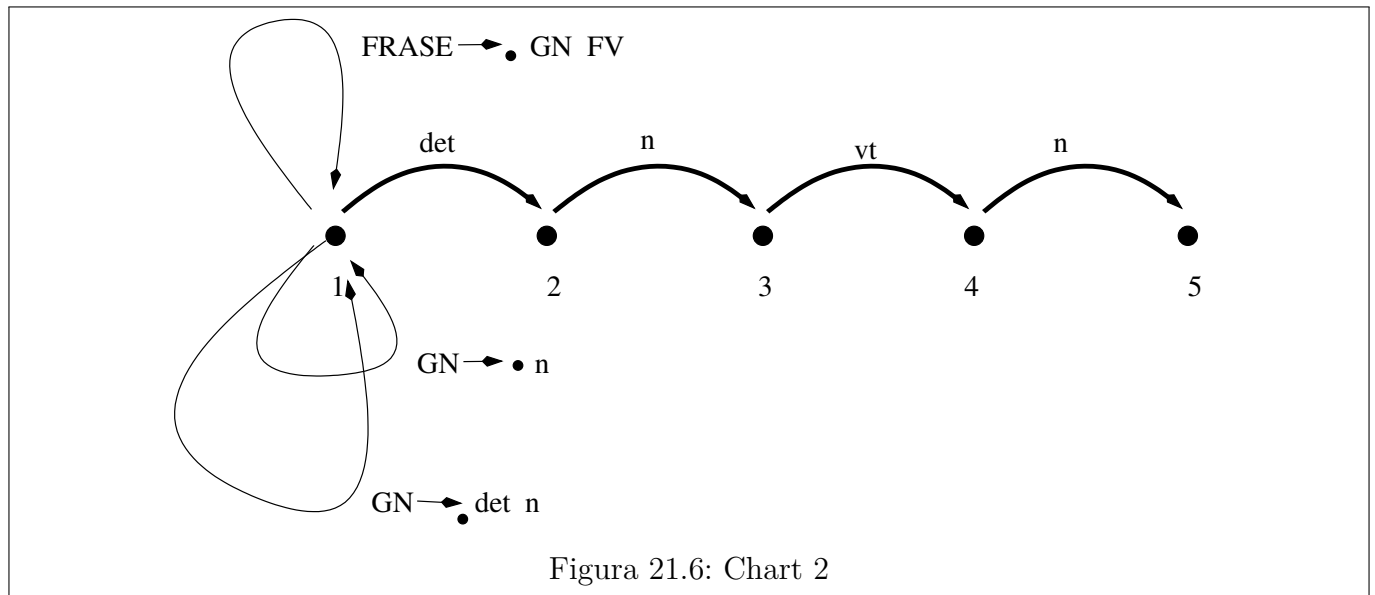 FRASE → • GN FV
det n vt n
1 2 3 4 5
GN → • n
GN → • det n
Figura 21.6: Chart 2